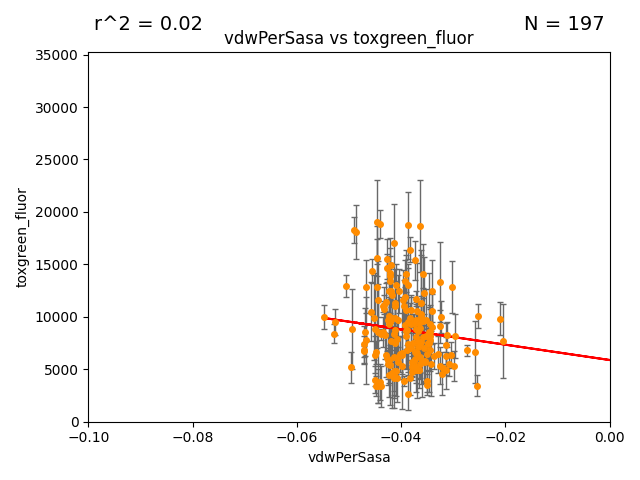 r^2 = 0.02
N = 197
vdwPerSasa vs toxgreen_fluor
35000
30000
25000
20000
15000
10000
5000
0
toxgreen_fluor
−0.10
−0.08
−0.06
−0.04
−0.02
0.00
vdwPerSasa